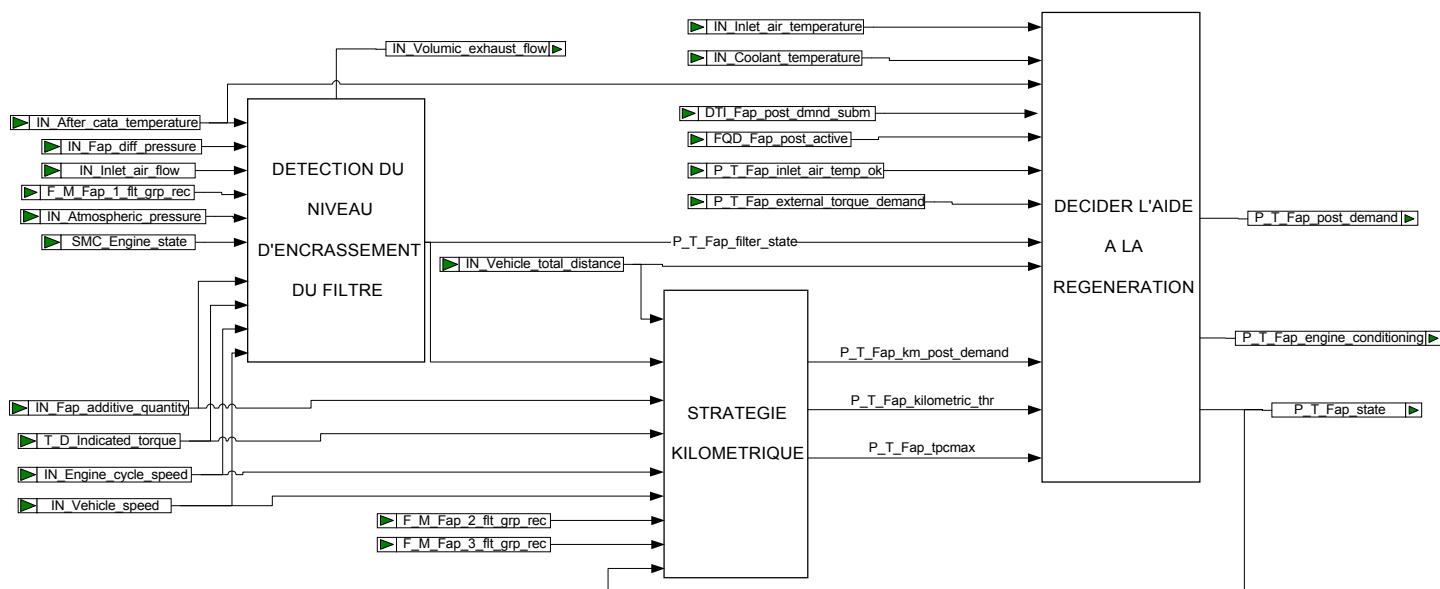 IN_Inlet_air_temperature
IN_Volumic_exhaust_flow
IN_Coolant_temperature
DTI_Fap_post_dmnd_subm
IN_After_cata_temperature
FQD_Fap_post_active
IN_Fap_diff_pressure
IN_Inlet_air_flow
P_T_Fap_inlet_air_temp_ok
F_M_Fap_1_flt_grp_rec
P_T_Fap_external_torque_demand
IN_Atmospheric_pressure
SMC_Engine_state
DETECTION DU
NIVEAU
D'ENCRASSEMENT
DU FILTRE
P_T_Fap_filter_state
IN_Vehicle_total_distance
DECIDER L'AIDE
A LA
REGENERATION
P_T_Fap_post_demand
P_T_Fap_engine_conditioning
P_T_Fap_km_post_demand
IN_Fap_additive_quantity
P_T_Fap_kilometric_thr
P_T_Fap_state
STRATEGIE
KILOMETRIQUE
T_D_Indicated_torque
P_T_Fap_tpcmax
IN_Engine_cycle_speed
IN_Vehicle_speed
F_M_Fap_2_flt_grp_rec
F_M_Fap_3_flt_grp_rec